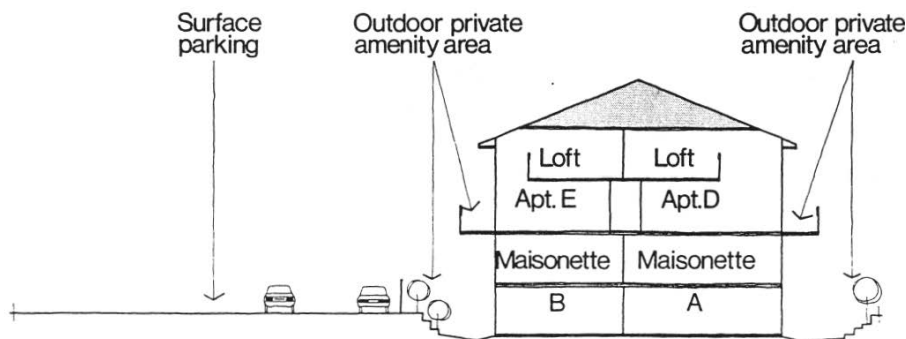 Surface
parking
Outdoor private
amenity area
Outdoor private
amenity area
Loft Loft
Apt. E Apt.D
Maisonette Maisonette
B A